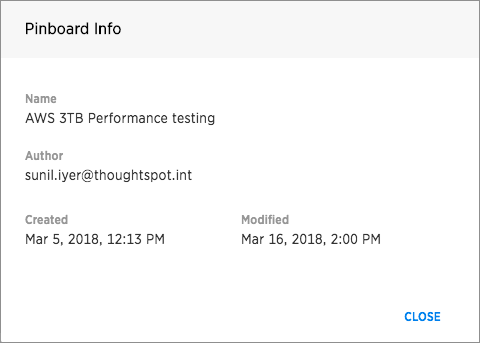 Pinboard Info
Name
AWS 3TB Performance testing
Author
sunil.iyer@thoughtspot.int
Created Modified
Mar 5, 2018, 12:13 PM Mar 16, 2018, 2:00 PM
CLOSE